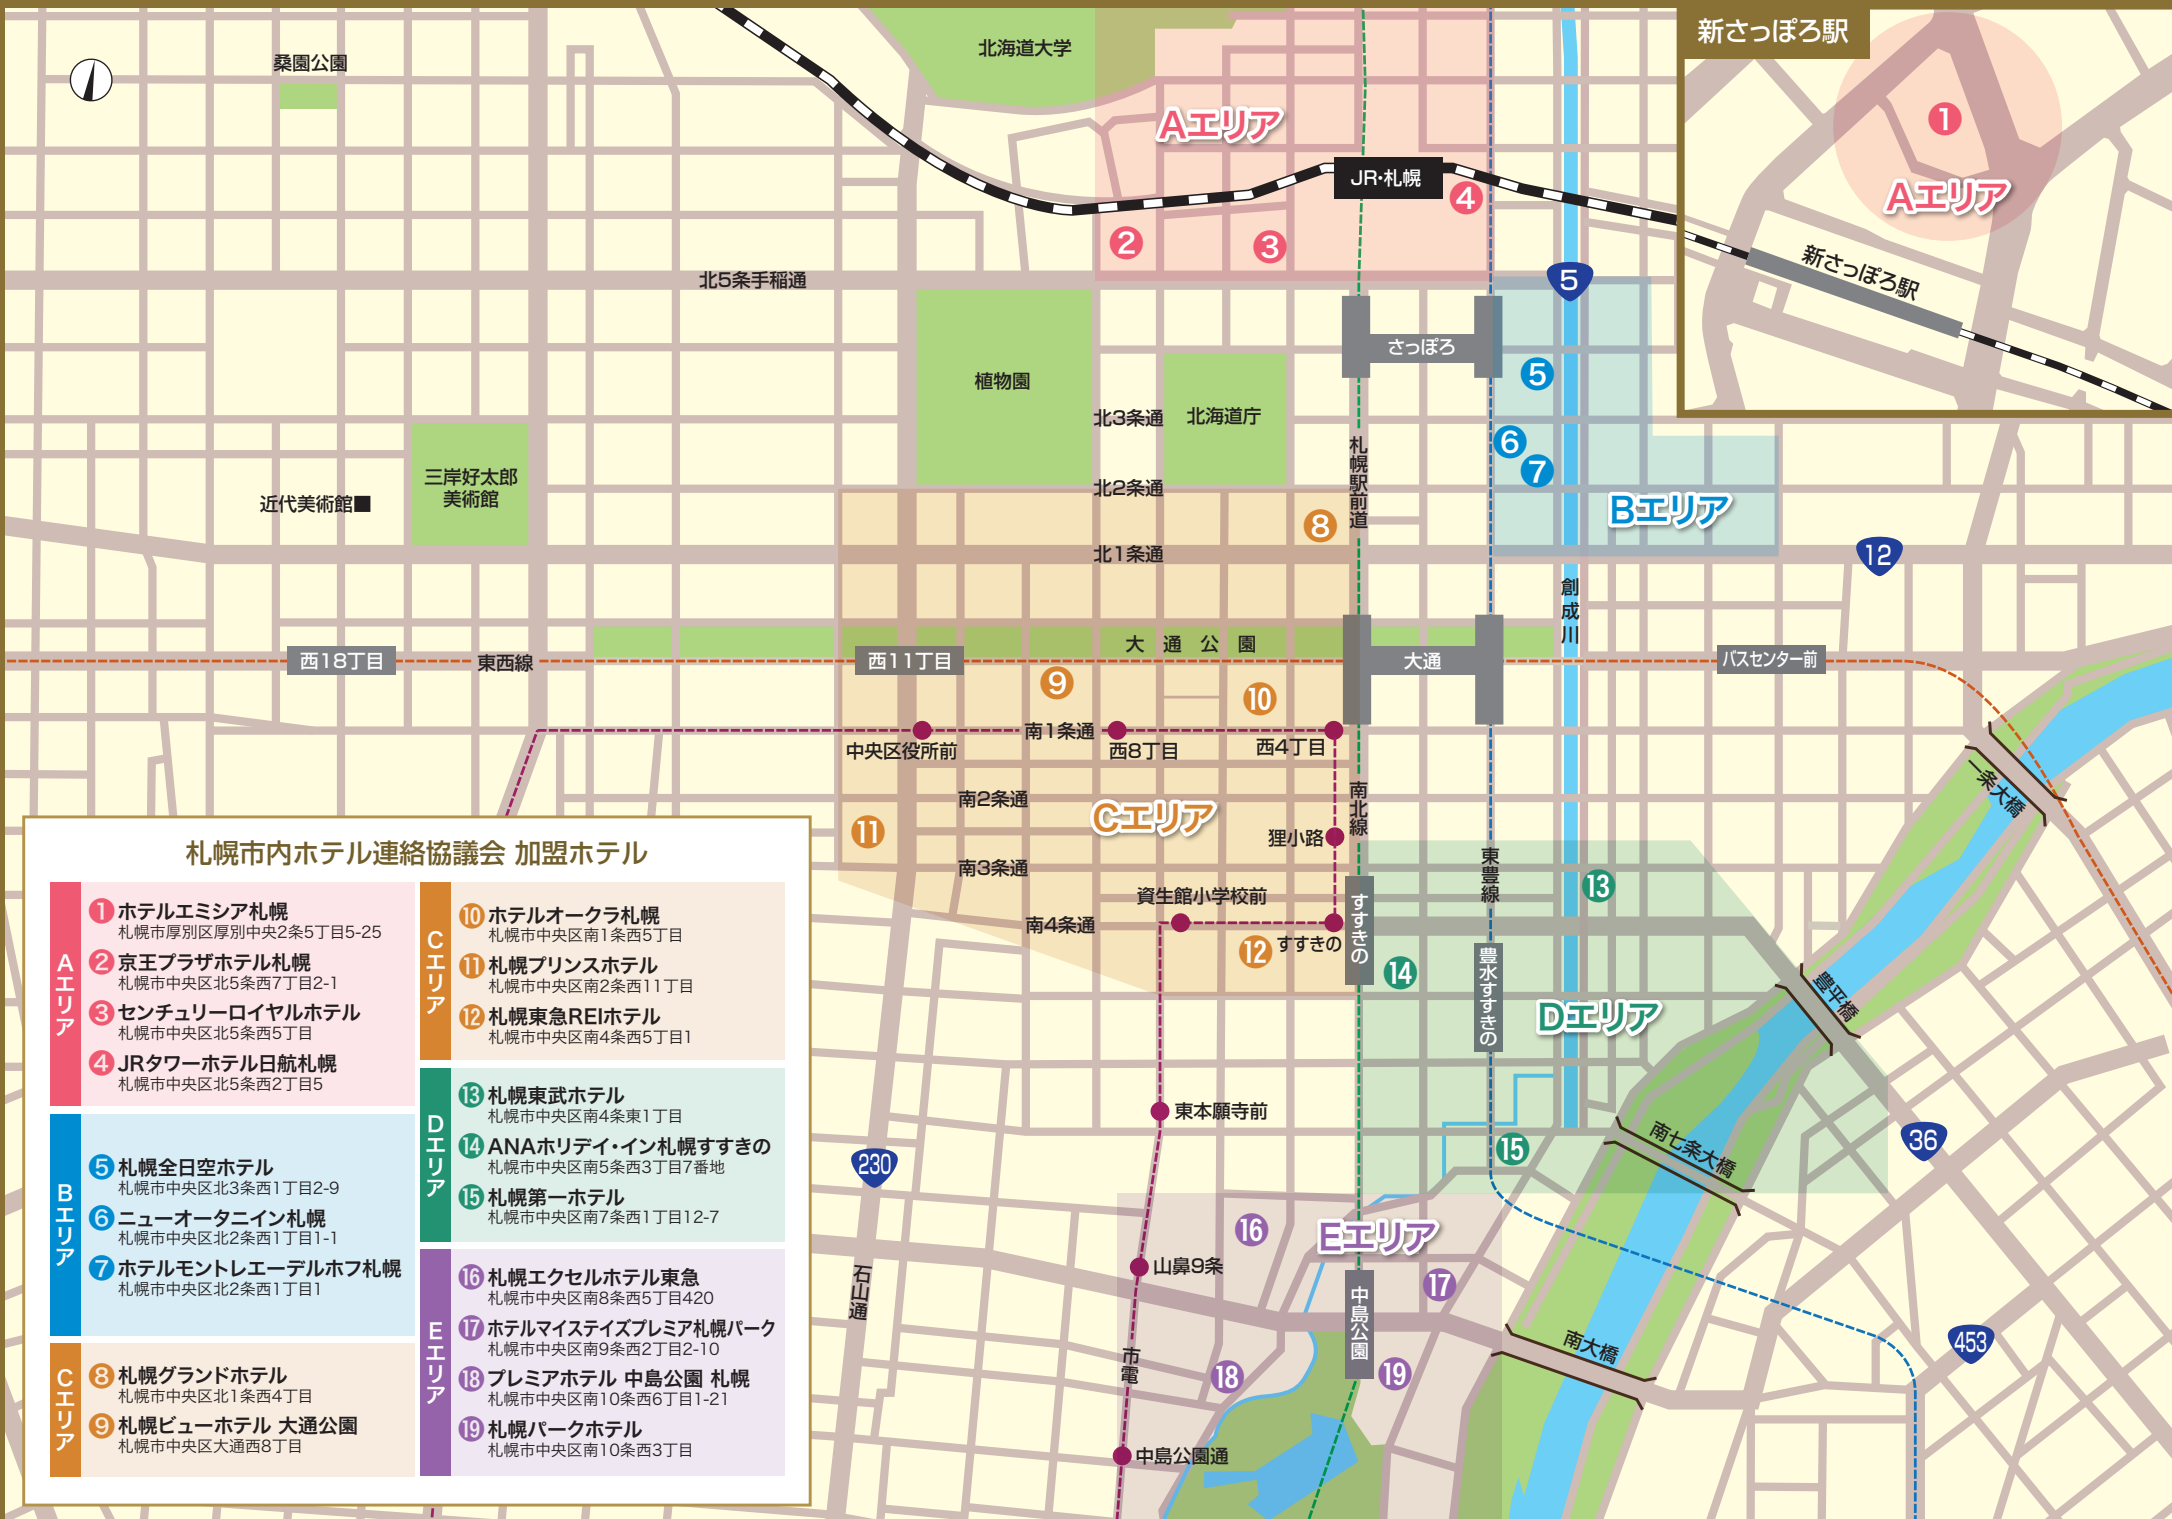 新さっぽろ駅
1
Aエリア
新さっぽろ駅
桑園公園
北海道大学
Aエリア
JR・札幌
4
2
3
北5条手稲通
5
さっぽろ
5
植物園
北3条通
北海道庁
札幌駅前道
6
7
三岸好太郎
美術館
近代美術館■
北2条通
8
Bエリア
北1条通
12
創成川
大通公園
西18丁目
東西線
西11丁目
大通
バスセンター前
9
10
南1条通
中央区役所前
西8丁目
西4丁目
一条大橋
南2条通
Cエリア
南北線
11
狸小路
東豊線
南3条通
13
資生館小学校前
すすきの
南4条通
12
すすきの
14
豊水すすきの
Dエリア
豊平橋
東本願寺前
南七条大橋
36
15
230
16
Eエリア
石山通
山鼻9条
17
中島公園
南大橋
453
市電
18
19
中島公園通
札幌市内ホテル連絡協議会 加盟ホテル
Aエリア
1 ホテルエミシア札幌
札幌市厚別区厚別中央2条5丁目5-25
2 京王プラザホテル札幌
札幌市中央区北5条西7丁目2-1
3 センチュリーロイヤルホテル
札幌市中央区北5条西5丁目
4 JRタワーホテル日航札幌
札幌市中央区北5条西2丁目5
Bエリア
5 札幌全日空ホテル
札幌市中央区北3条西1丁目2-9
6 ニューオータニイン札幌
札幌市中央区北2条西1丁目1-1
7 ホテルモントレエーデルホフ札幌
札幌市中央区北2条西1丁目1
Cエリア
8 札幌グランドホテル
札幌市中央区北1条西4丁目
9 札幌ビューホテル 大通公園
札幌市中央区大通西8丁目
Cエリア
10 ホテルオークラ札幌
札幌市中央区南1条西5丁目
11 札幌プリンスホテル
札幌市中央区南2条西11丁目
12 札幌東急REIホテル
札幌市中央区南4条西5丁目1
Dエリア
13 札幌東武ホテル
札幌市中央区南4条東1丁目
14 ANAホリデイ・イン札幌すすきの
札幌市中央区南5条西3丁目7番地
15 札幌第一ホテル
札幌市中央区南7条西1丁目12-7
Eエリア
16 札幌エクセルホテル東急
札幌市中央区南8条西5丁目420
17 ホテルマイステイズプレミア札幌パーク
札幌市中央区南9条西2丁目2-10
18 プレミアホテル 中島公園 札幌
札幌市中央区南10条西6丁目1-21
19 札幌パークホテル
札幌市中央区南10条西3丁目